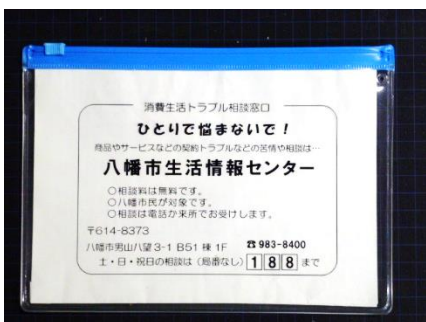 消費生活トラブル相談窓口
ひとりで悩まないで!
商品やサービスなどの契約トラブルなどの苦情や相談は…
八幡市生活情報センター
○相談料は無料です。
○八幡市民が対象です。
○相談は電話か来所でお受けします。
〒614-8373
八幡市男山八望3-1 B51棟 1F ☎983-8400
土・日・祝日の相談は(局番なし)188まで